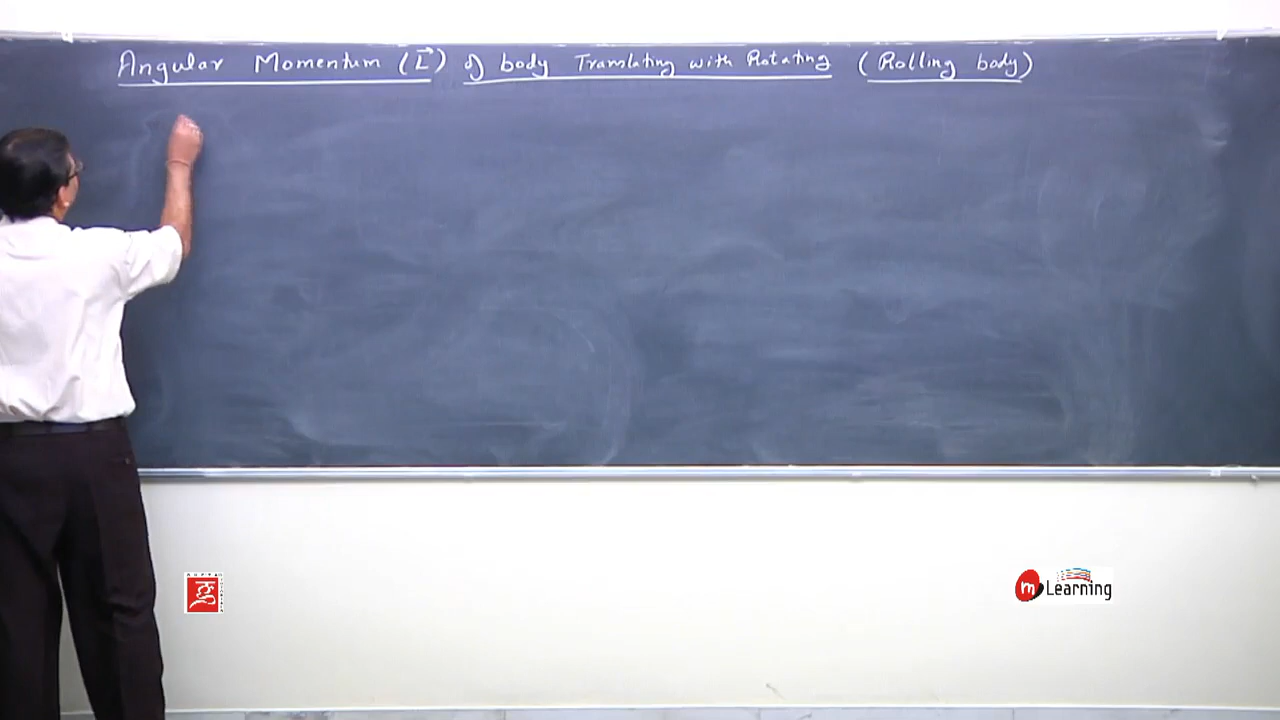 Angular Momentum (L⃗) of body Translating with Rotating (Rolling body)
m Learning